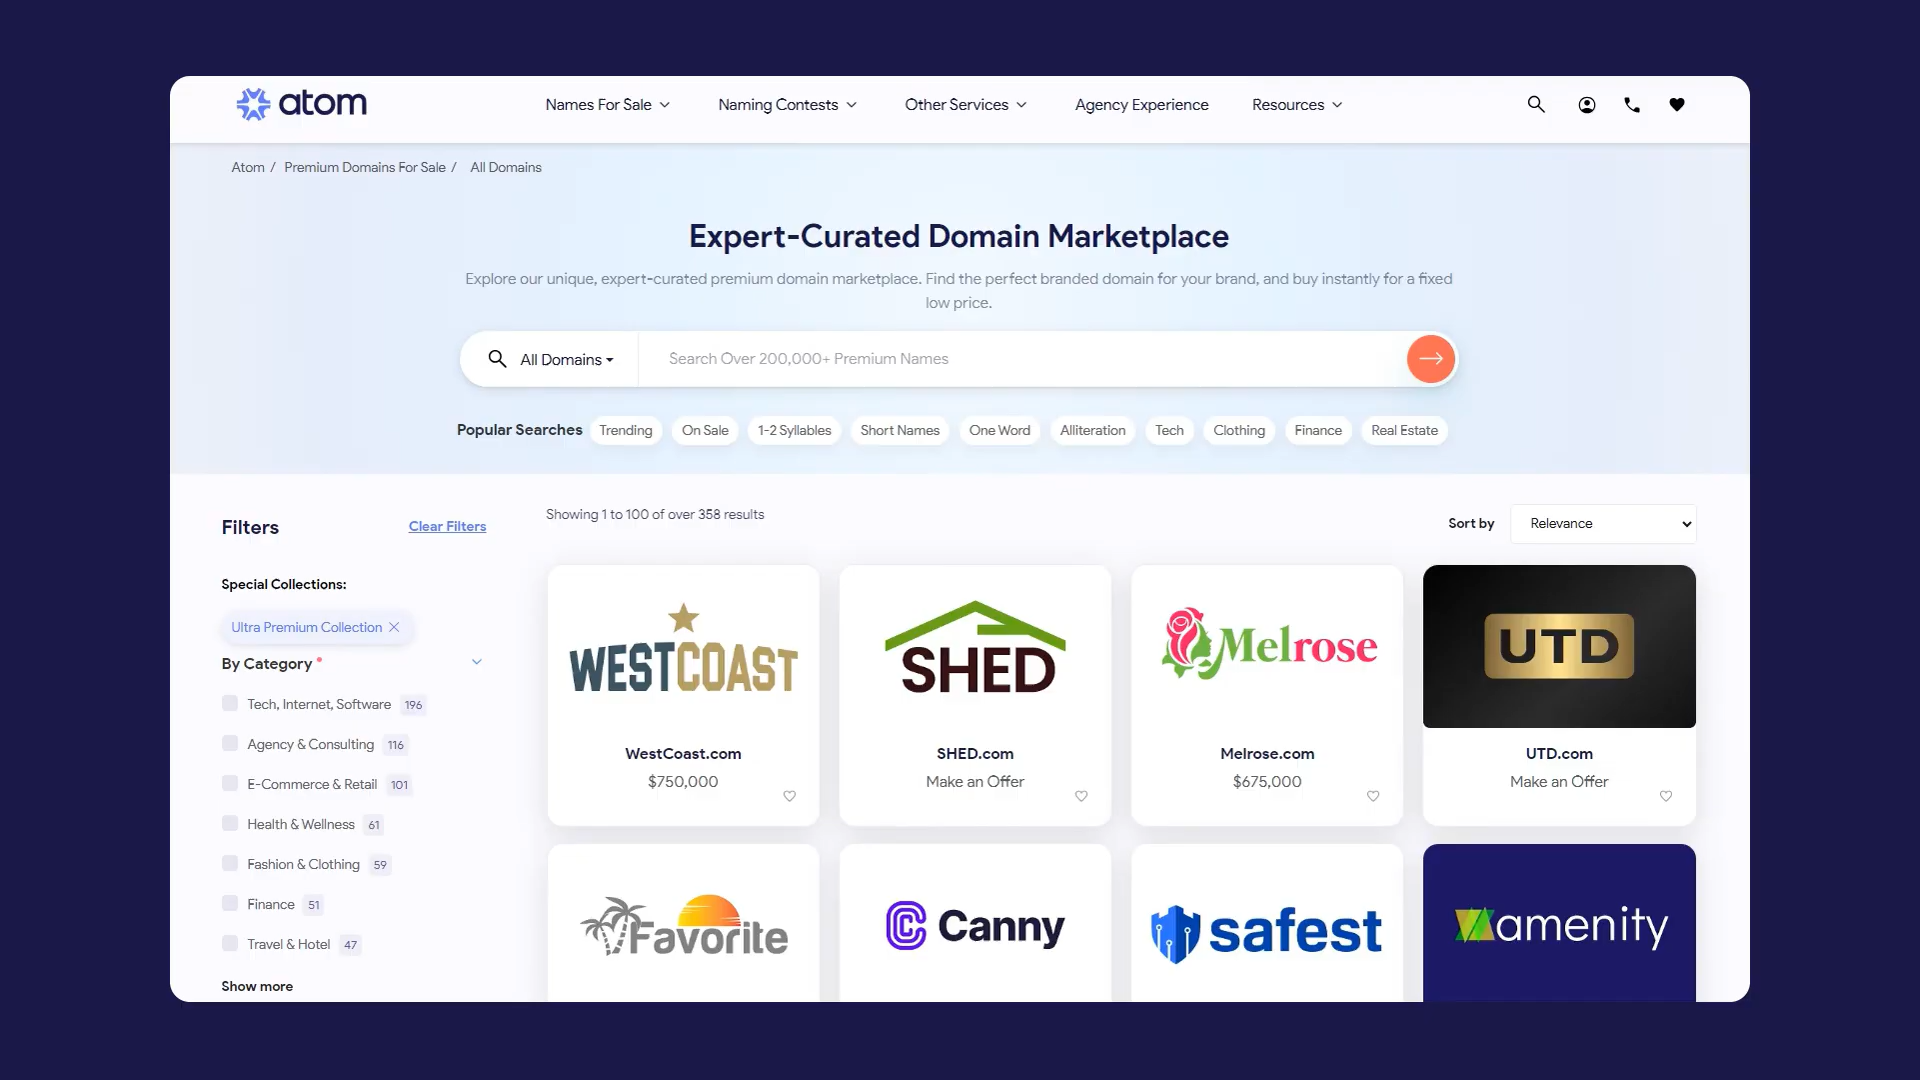 atom
Names For Sale
Naming Contests
Other Services
Agency Experience
Resources
Atom / Premium Domains For Sale / All Domains
Expert-Curated Domain Marketplace
Explore our unique, expert-curated premium domain marketplace. Find the perfect branded domain for your brand, and buy instantly for a fixed
low price.
All Domains
Search Over 200,000+ Premium Names
Popular Searches
Trending
On Sale
1-2 Syllables
Short Names
One Word
Alliteration
Tech
Clothing
Finance
Real Estate
Filters
Clear Filters
Special Collections:
Ultra Premium Collection
By Category *
Tech, Internet, Software 196
Agency & Consulting 116
E-Commerce & Retail 101
Health & Wellness 61
Fashion & Clothing 59
Finance 51
Travel & Hotel 47
Show more
Showing 1 to 100 of over 358 results
Sort by
Relevance
WESTCOAST
WestCoast.com
$750,000
SHED
SHED.com
Make an Offer
Melrose
Melrose.com
$675,000
UTD
UTD.com
Make an Offer
Favorite
Canny
safest
amenity